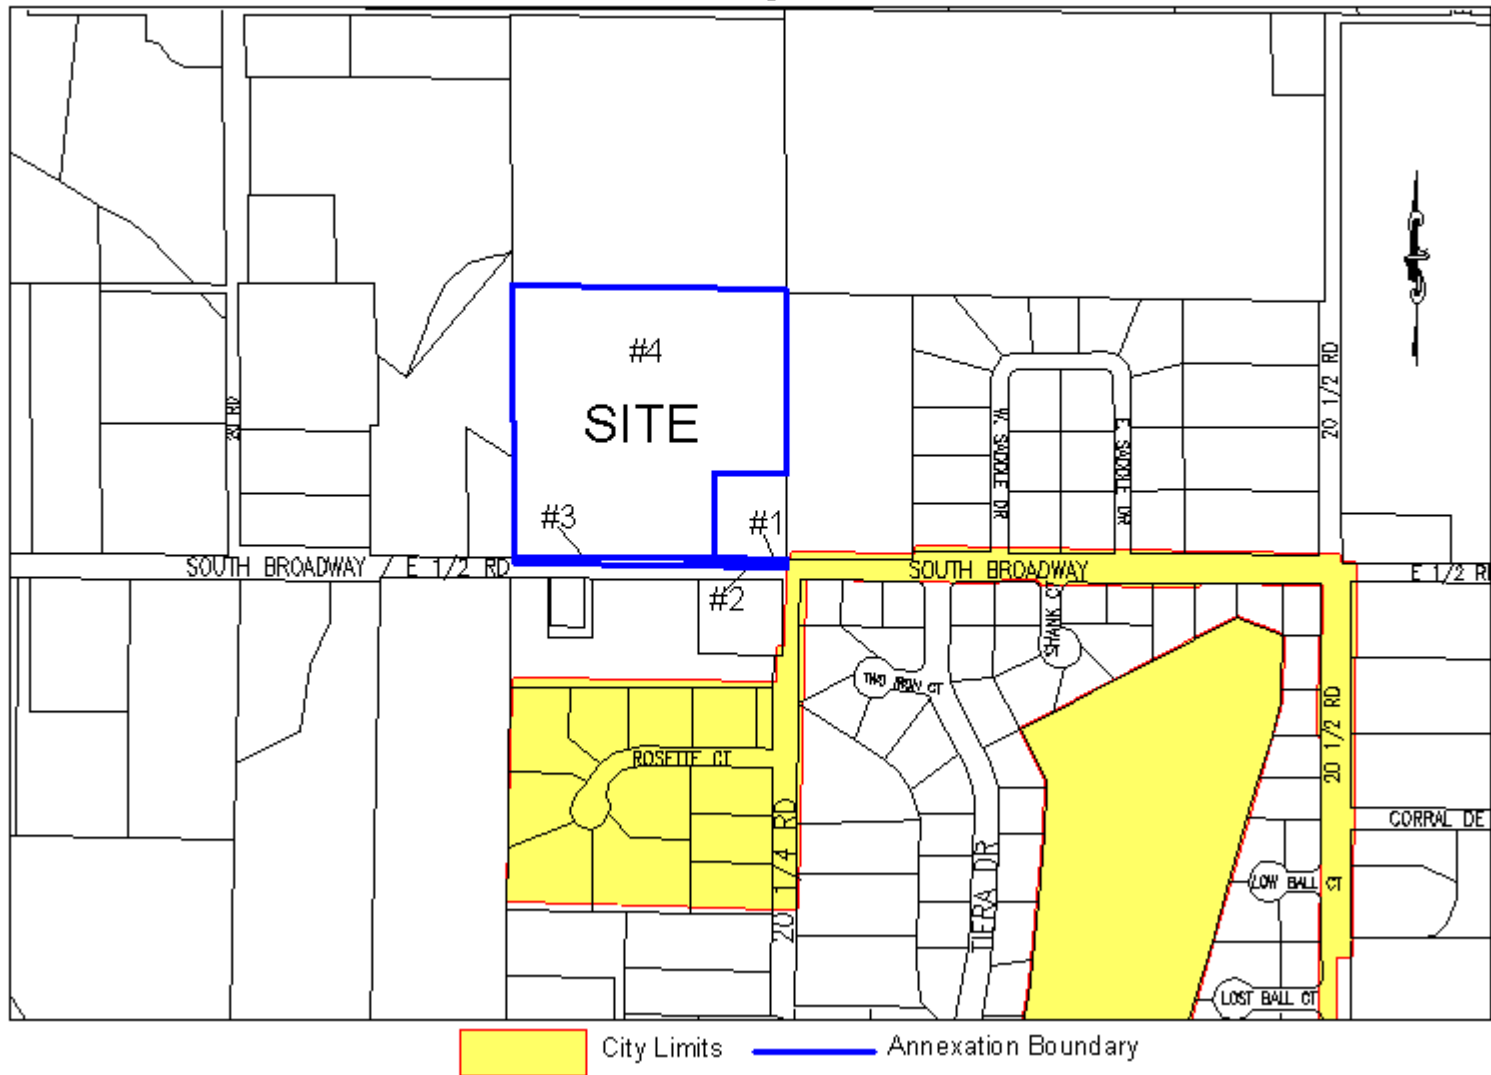 #4
SITE
20 1/2 RD
20 RD
W. SADDLE DR
E. SADDLE DR
#3
#1
SOUTH BROADWAY / E 1/2 RD
SOUTH BROADWAY
E 1/2 RD
#2
SHANK CT
TWO IRON CT
20 1/2 RD
ROSETTE CT
20 1/4 RD
TIERA DR
CORRAL DE
LOW BALL CT
LOST BALL CT
City Limits
Annexation Boundary